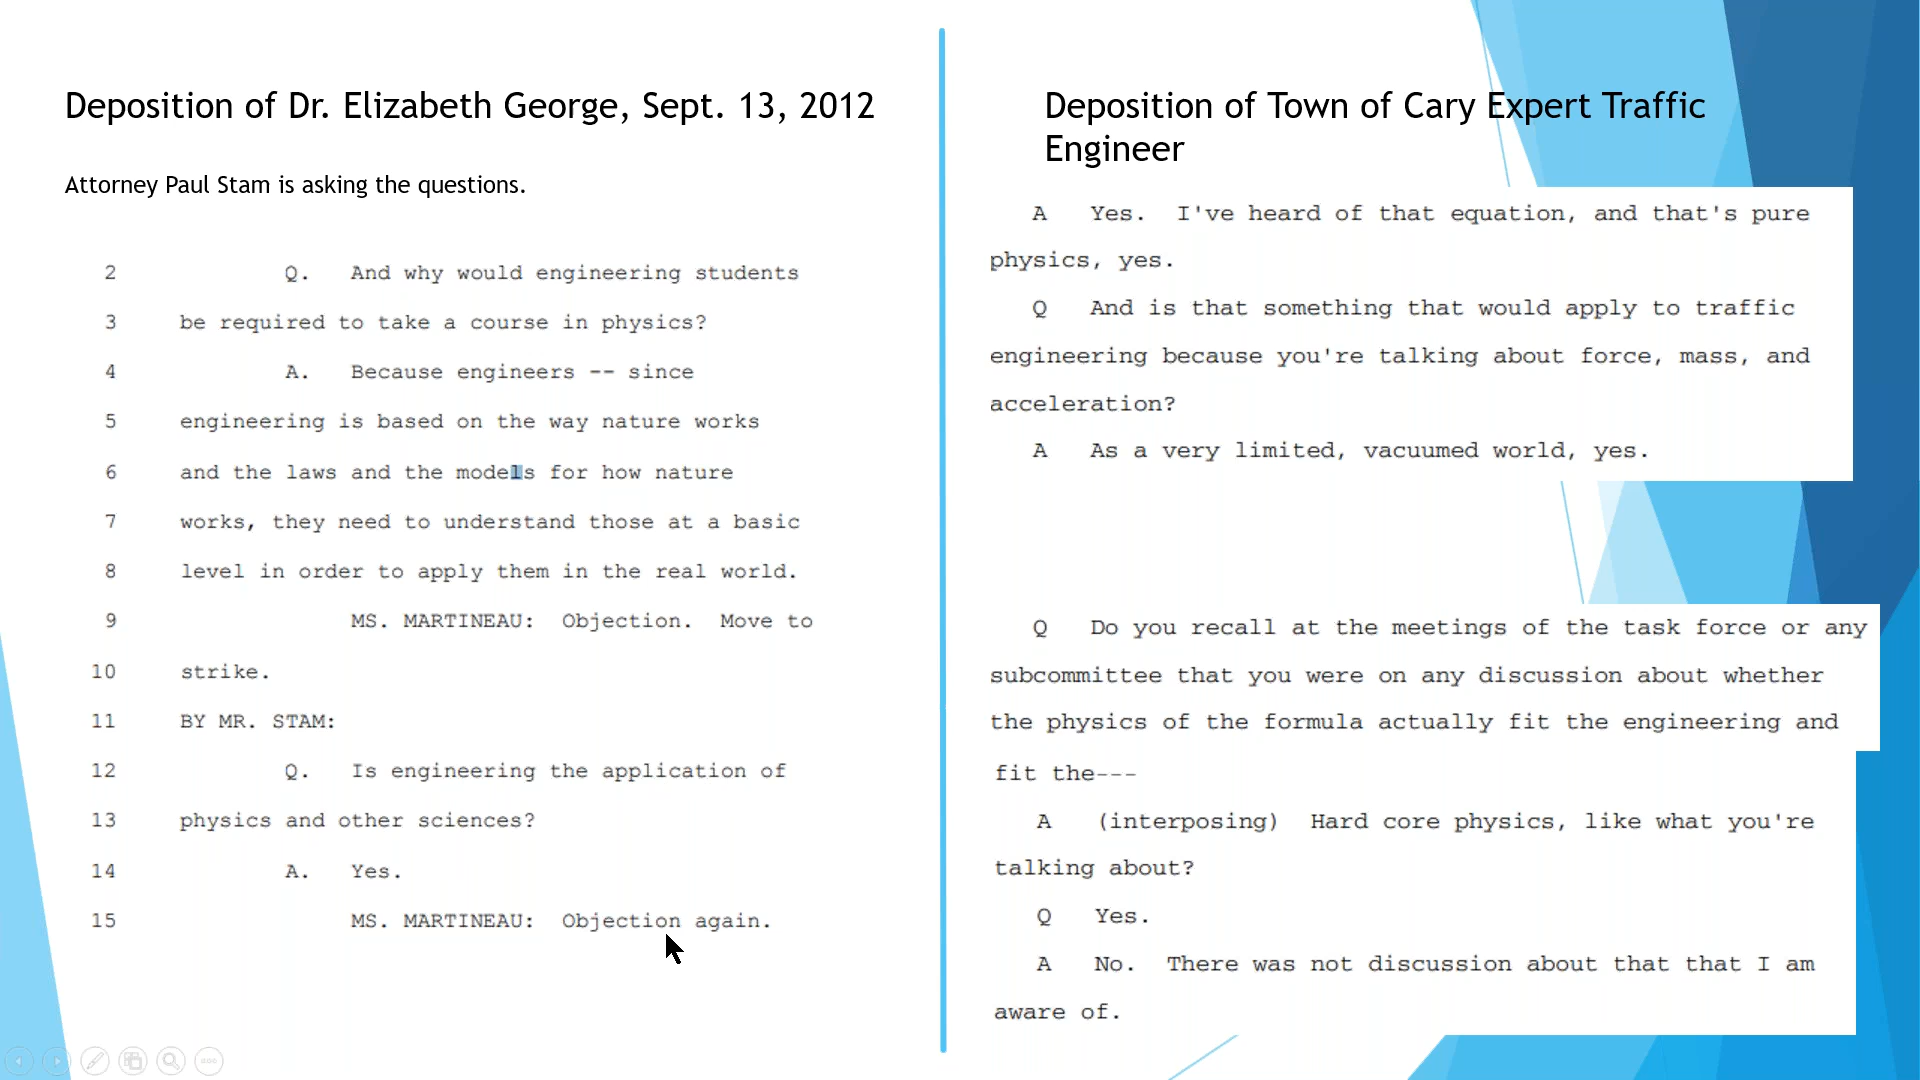 Deposition of Dr. Elizabeth George, Sept. 13, 2012
Attorney Paul Stam is asking the questions.
2 Q. And why would engineering students
3 be required to take a course in physics?
4 A. Because engineers -- since
5 engineering is based on the way nature works
6 and the laws and the models for how nature
7 works, they need to understand those at a basic
8 level in order to apply them in the real world.
9 MS. MARTINEAU: Objection. Move to
10 strike.
11 BY MR. STAM:
12 Q. Is engineering the application of
13 physics and other sciences?
14 A. Yes.
15 MS. MARTINEAU: Objection again.
Deposition of Town of Cary Expert Traffic
Engineer
A Yes. I've heard of that equation, and that's pure
physics, yes.
Q And is that something that would apply to traffic
engineering because you're talking about force, mass, and
acceleration?
A As a very limited, vacuumed world, yes.
Q Do you recall at the meetings of the task force or any
subcommittee that you were on any discussion about whether
the physics of the formula actually fit the engineering and
fit the---
A (interposing) Hard core physics, like what you're
talking about?
Q Yes.
A No. There was not discussion about that that I am
aware of.